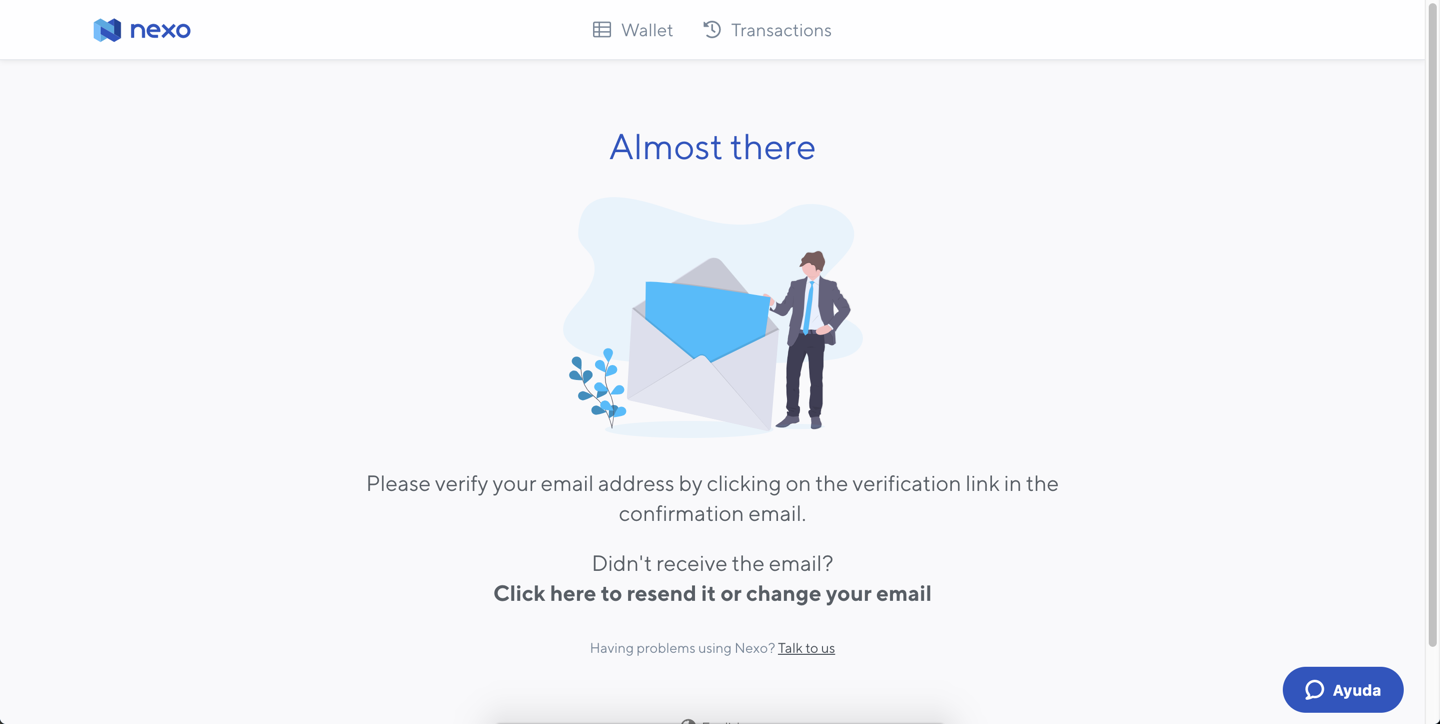 nexo
Wallet
Transactions
Almost there
Please verify your email address by clicking on the verification link in the
confirmation email.
Didn't receive the email?
Click here to resend it or change your email
Having problems using Nexo? Talk to us
Ayuda